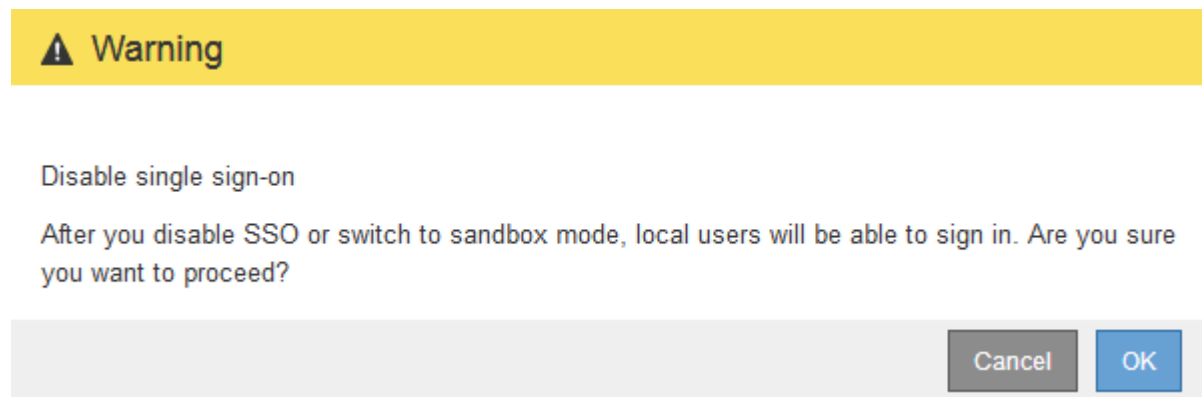 Warning
Disable single sign-on
After you disable SSO or switch to sandbox mode, local users will be able to sign in. Are you sure
you want to proceed?
Cancel OK